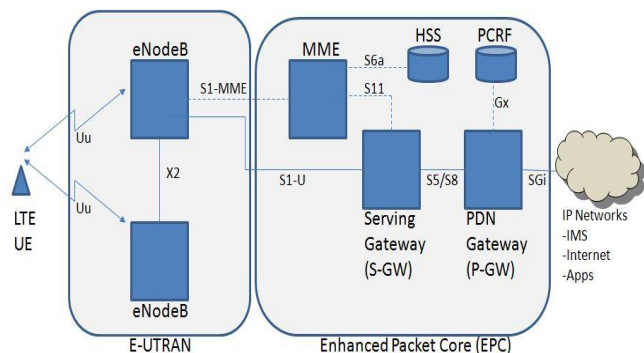 eNodeB
MME
HSS
PCRF
S6a
S1-MME
S11
Gx
Uu
X2
Uu
S1-U
S5/S8
SGi
LTE
UE
Serving
Gateway
(S-GW)
PDN
Gateway
(P-GW)
IP Networks
-IMS
-Internet
-Apps
eNodeB
E-UTRAN
Enhanced Packet Core (EPC)